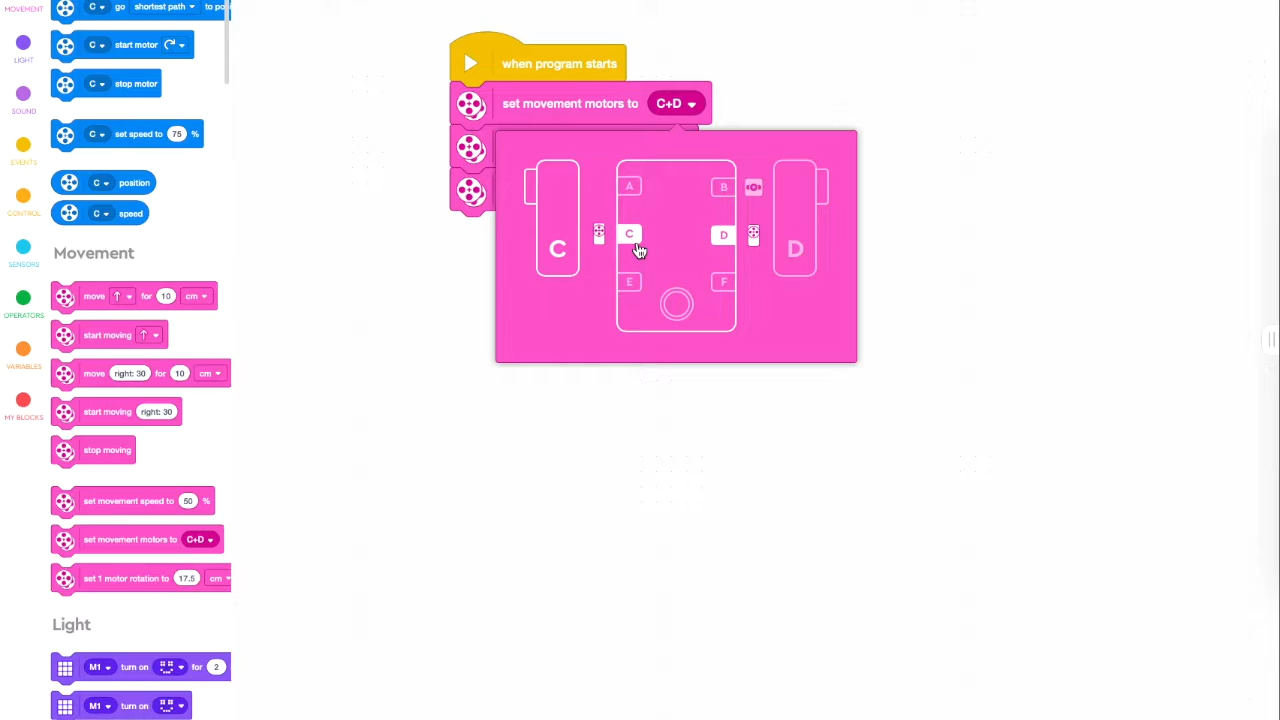 MOVEMENT
LIGHT
SOUND
EVENTS
CONTROL
SENSORS
OPERATORS
VARIABLES
MY BLOCKS
C go shortest path to posi
C start motor
C stop motor
C set speed to 75 %
C position
C speed
Movement
move for 10 cm
start moving
move right: 30 for 10 cm
start moving right: 30
stop moving
set movement speed to 50 %
set movement motors to C+D
set 1 motor rotation to 17.5 cm
Light
M1 turn on for 2
M1 turn on
when program starts
set movement motors to C+D
A B
C C D D
E F